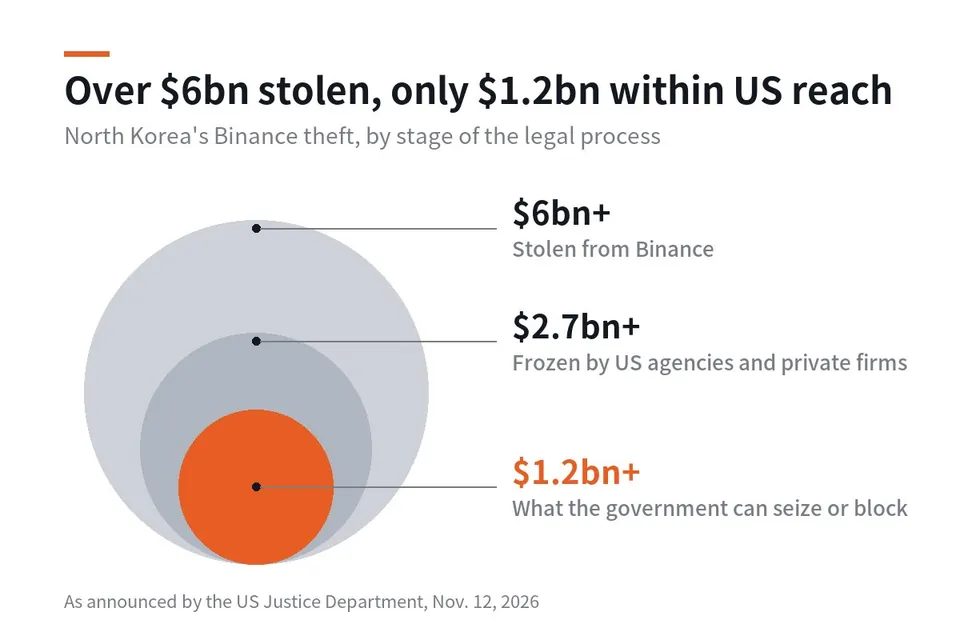 Over $6bn stolen, only $1.2bn within US reach
North Korea's Binance theft, by stage of the legal process
$6bn+
Stolen from Binance
$2.7bn+
Frozen by US agencies and private firms
$1.2bn+
What the government can seize or block
As announced by the US Justice Department, Nov. 12, 2026